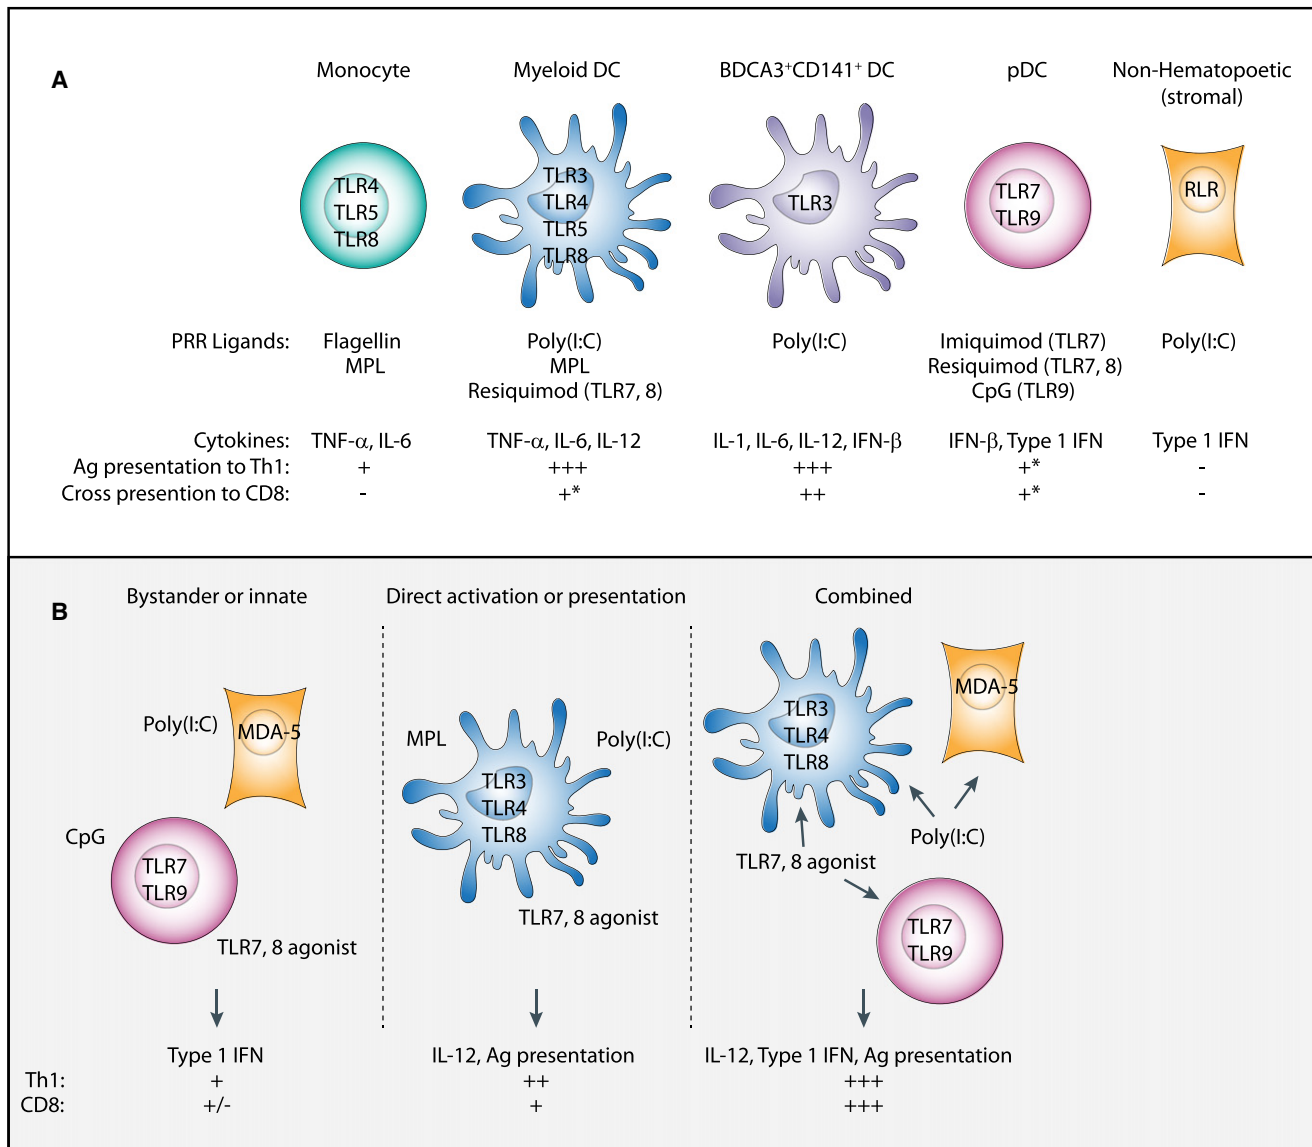 A
Monocyte
Myeloid DC
BDCA3⁺CD141⁺ DC
pDC
Non-Hematopoetic
(stromal)
TLR4
TLR5
TLR8
TLR3
TLR4
TLR5
TLR8
TLR3
TLR7
TLR9
RLR
PRR Ligands:
Flagellin
MPL
Poly(I:C)
MPL
Resiquimod (TLR7, 8)
Poly(I:C)
Imiquimod (TLR7)
Resiquimod (TLR7, 8)
CpG (TLR9)
Poly(I:C)
Cytokines: TNF-α, IL-6 TNF-α, IL-6, IL-12 IL-1, IL-6, IL-12, IFN-β IFN-β, Type 1 IFN Type 1 IFN
Ag presentation to Th1: + +++ +++ +* -
Cross presention to CD8: - +* ++ +* -
B
Bystander or innate
Poly(I:C)
MDA-5
CpG
TLR7
TLR9
TLR7, 8 agonist
Direct activation or presentation
MPL
Poly(I:C)
TLR3
TLR4
TLR8
TLR7, 8 agonist
Combined
TLR3
TLR4
TLR8
MDA-5
Poly(I:C)
TLR7, 8 agonist
TLR7
TLR9
Type 1 IFN IL-12, Ag presentation IL-12, Type 1 IFN, Ag presentation
Th1: + ++ +++
CD8: +/- + +++